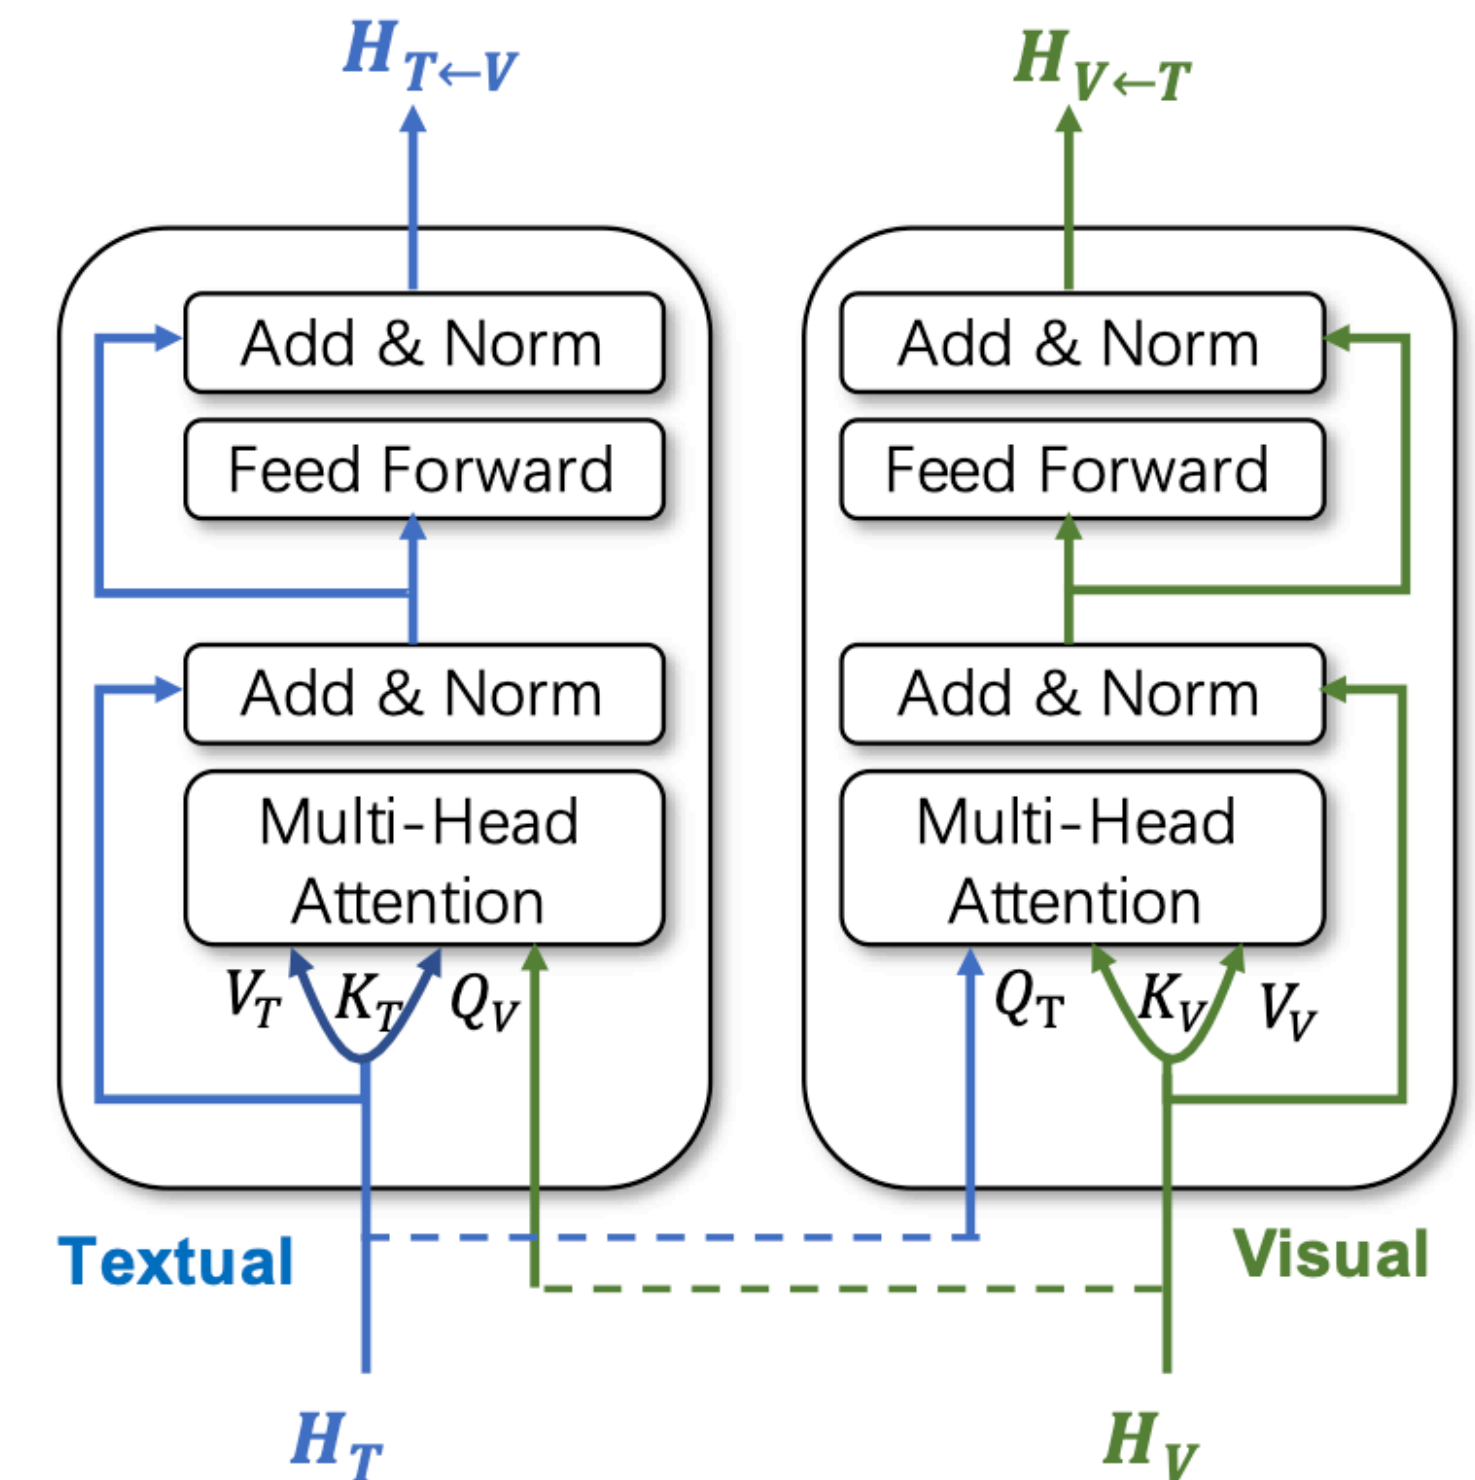 H_{T←V}
H_{V←T}
Add & Norm
Add & Norm
Feed Forward
Feed Forward
Add & Norm
Add & Norm
Multi-Head
Attention
Multi-Head
Attention
V_T K_T Q_V
Q_T K_V V_V
Textual
Visual
H_T
H_V